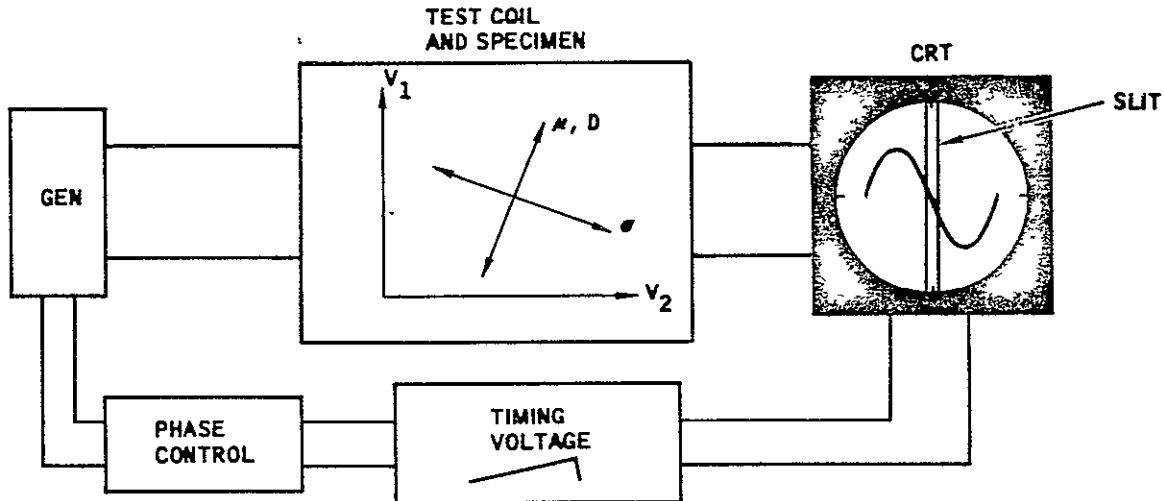 TEST COIL
AND SPECIMEN
CRT
V1
μ, D
SLIT
GEN
σ
V2
PHASE
CONTROL
TIMING
VOLTAGE